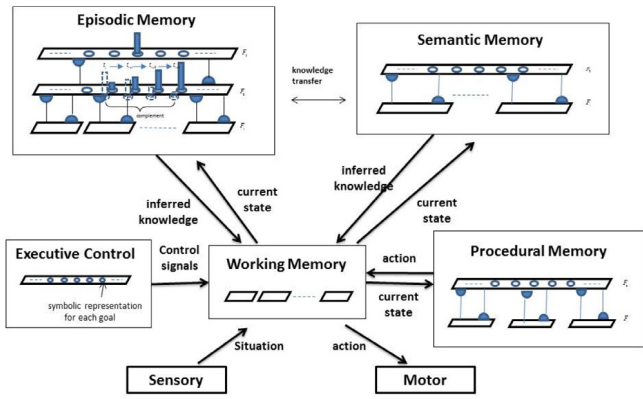 Episodic Memory
complement
Semantic Memory
knowledge
transfer
inferred
knowledge
current
state
inferred
knowledge
current
state
Executive Control
symbolic representation
for each goal
Control
signals
Working Memory
action
current
state
Procedural Memory
Situation
action
Sensory
Motor